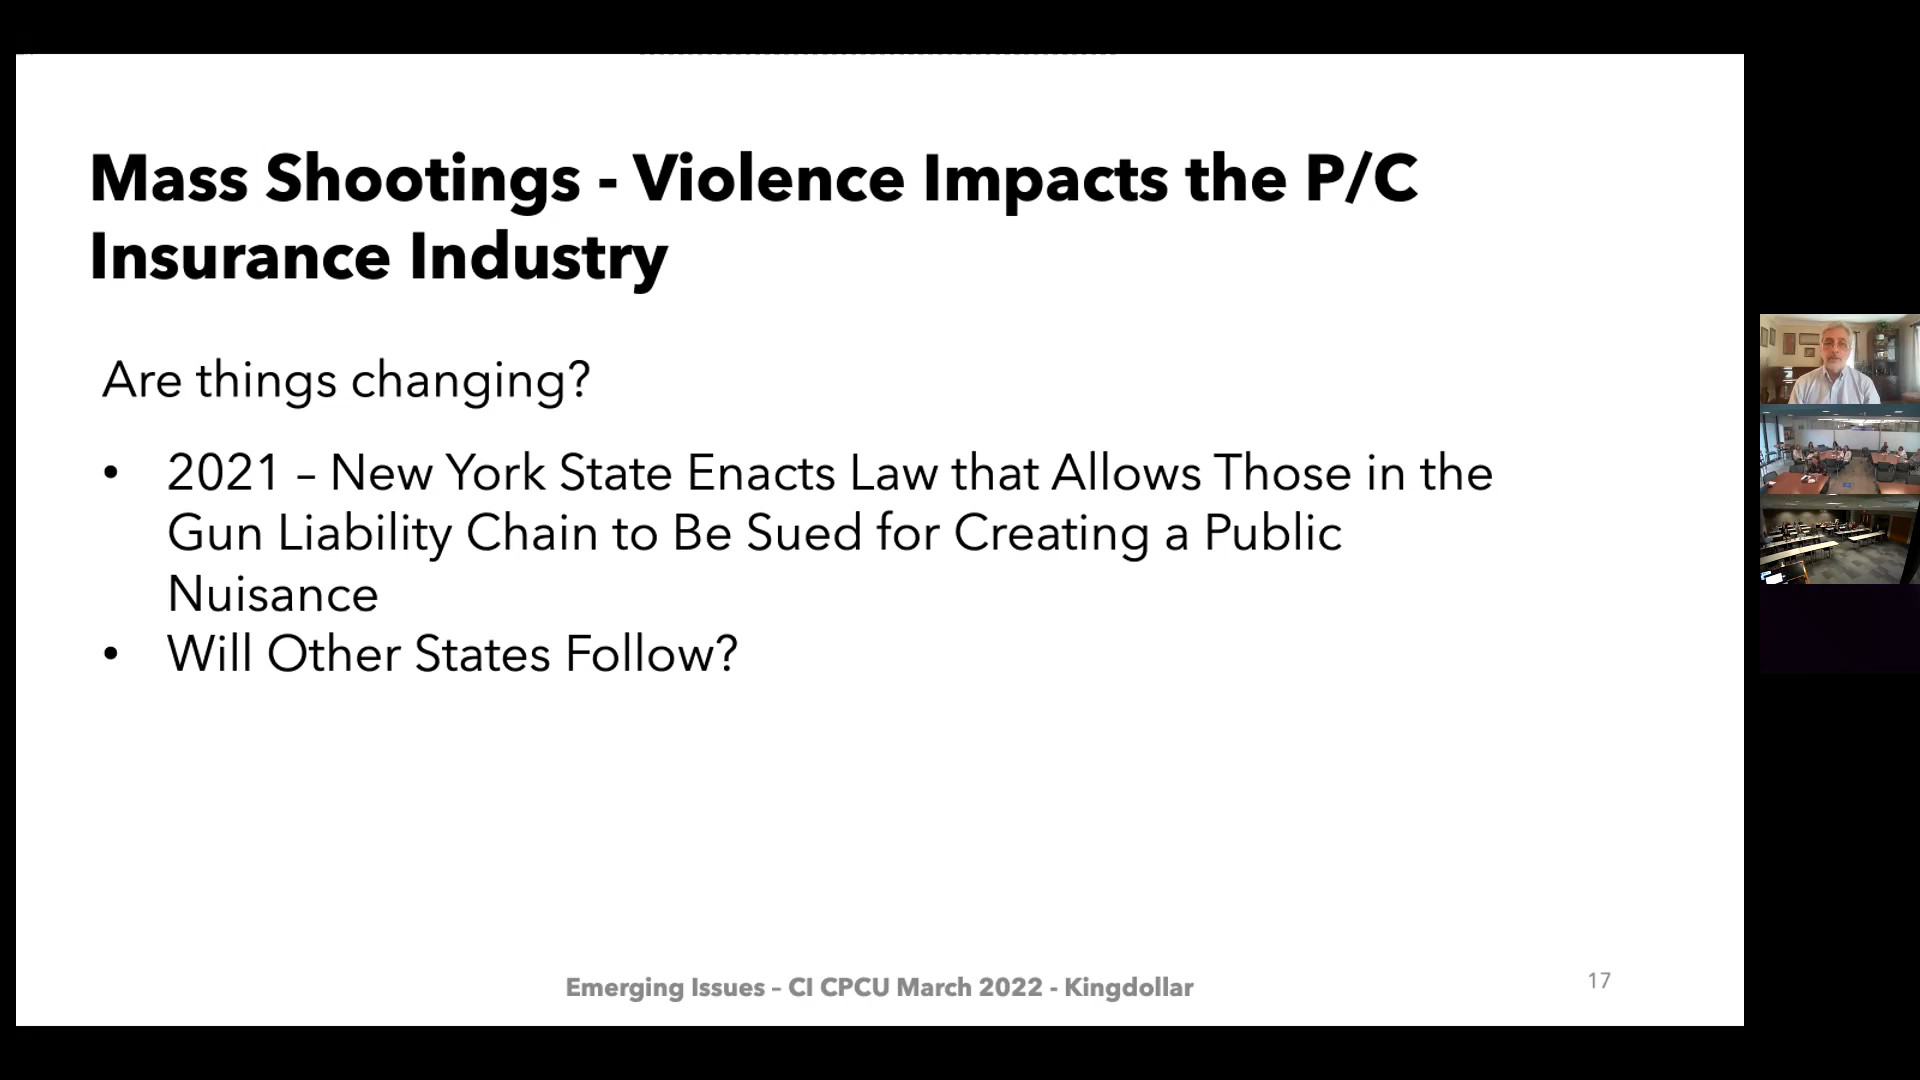 Mass Shootings - Violence Impacts the P/C
Insurance Industry
Are things changing?
• 2021 – New York State Enacts Law that Allows Those in the
Gun Liability Chain to Be Sued for Creating a Public
Nuisance
• Will Other States Follow?
Emerging Issues – CI CPCU March 2022 - Kingdollar
17